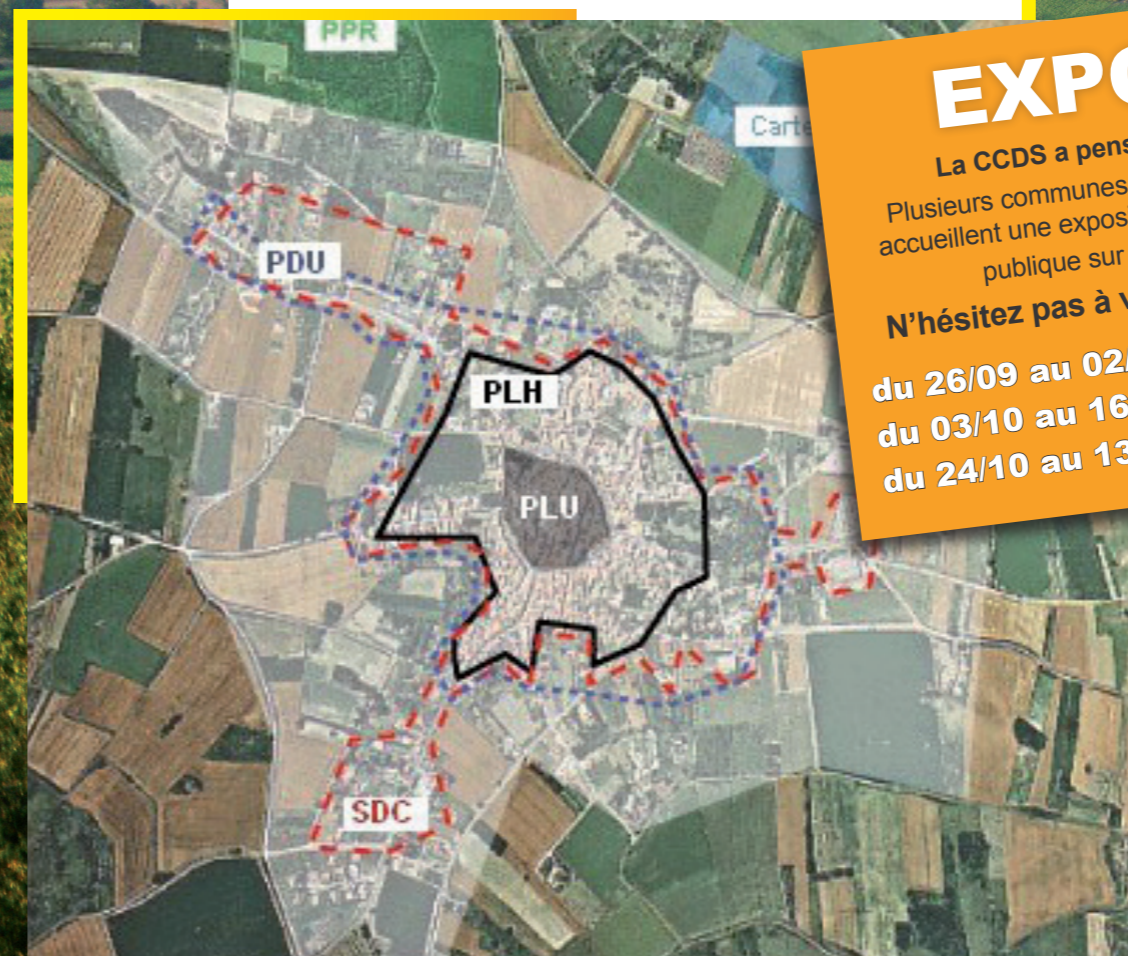 PPR
Carte
PDU
PLH
PLU
SDC
EXPO
La CCDS a pens
Plusieurs communes
accueillent une expos
publique sur
N'hésitez pas à v
du 26/09 au 02/
du 03/10 au 16
du 24/10 au 13